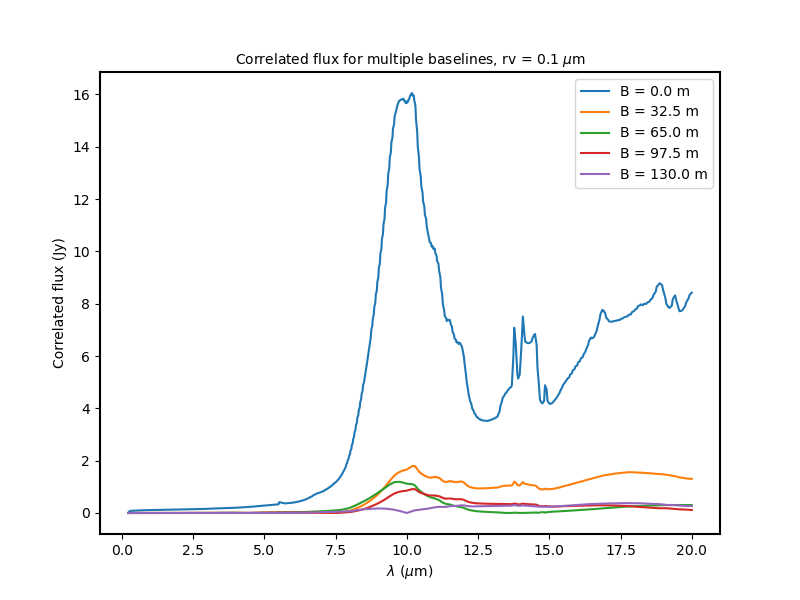 Correlated flux for multiple baselines, rv = 0.1 μm
16
14
12
10
8
6
4
2
0
Correlated flux (Jy)
B = 0.0 m
B = 32.5 m
B = 65.0 m
B = 97.5 m
B = 130.0 m
0.0 2.5 5.0 7.5 10.0 12.5 15.0 17.5 20.0
λ (μm)